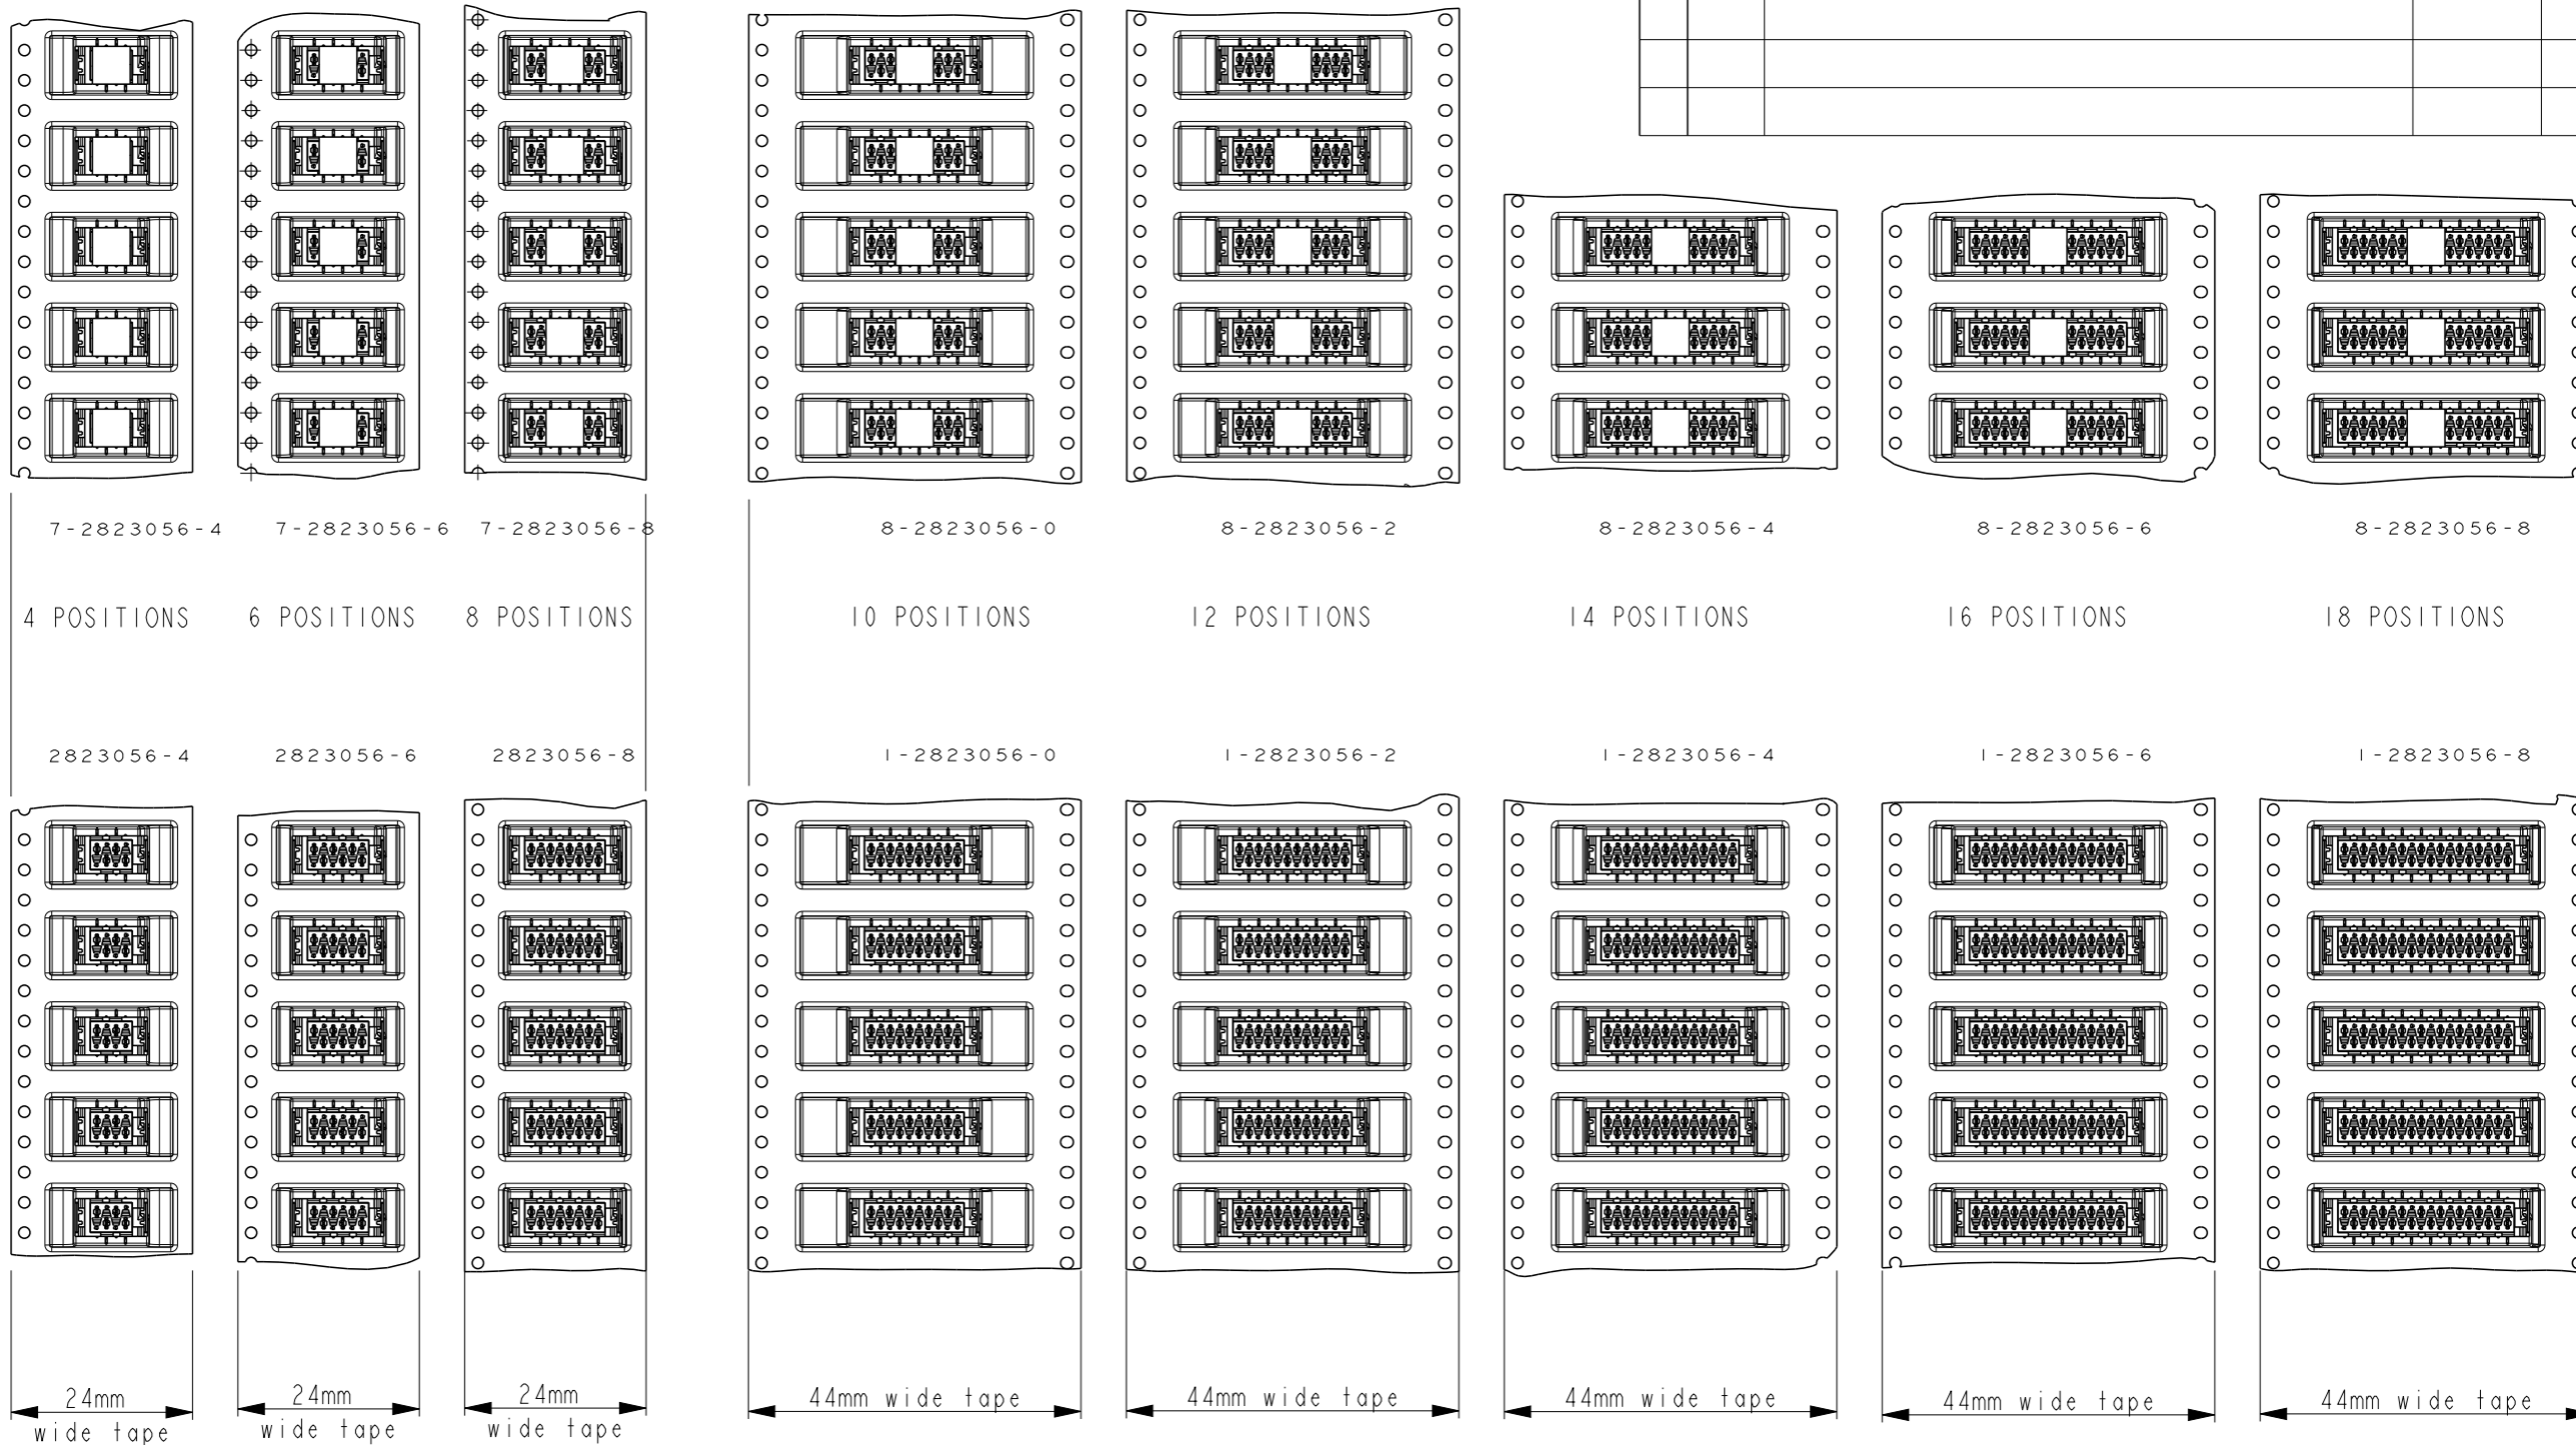 7-2823056-4 7-2823056-6 7-2823056-8 8-2823056-0 8-2823056-2 8-2823056-4 8-2823056-6 8-2823056-8
4 POSITIONS 6 POSITIONS 8 POSITIONS 10 POSITIONS 12 POSITIONS 14 POSITIONS 16 POSITIONS 18 POSITIONS
2823056-4 2823056-6 2823056-8 1-2823056-0 1-2823056-2 1-2823056-4 1-2823056-6 1-2823056-8
24mm
wide tape
24mm
wide tape
24mm
wide tape
44mm wide tape
44mm wide tape
44mm wide tape
44mm wide tape
44mm wide tape